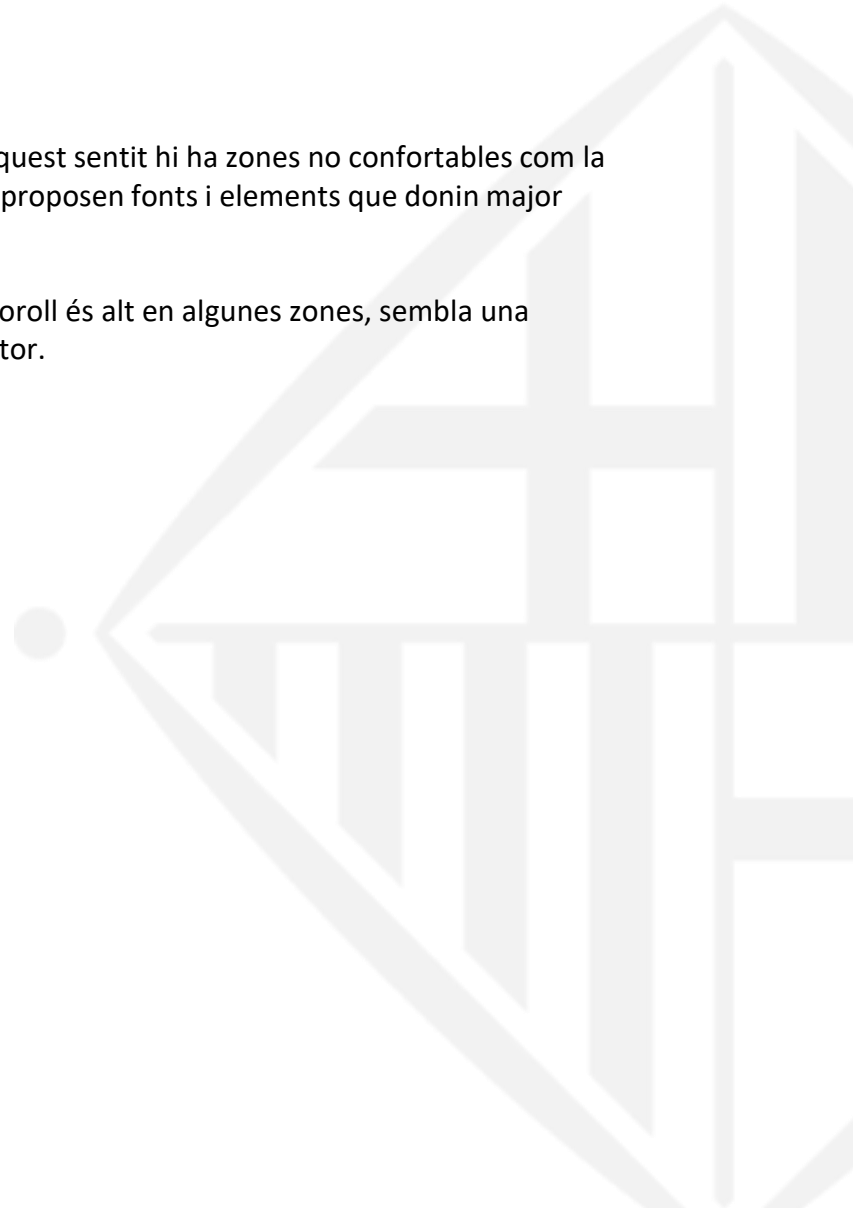 quest sentit hi ha zones no confortables com la
proposen fonts i elements que donin major
oroll és alt en algunes zones, sembla una
tor.